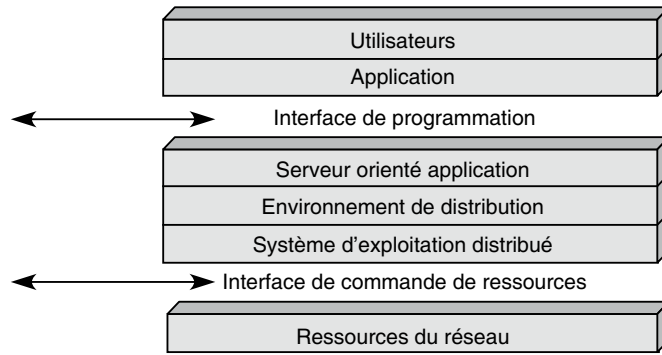 Utilisateurs
Application
Interface de programmation
Serveur orienté application
Environnement de distribution
Système d'exploitation distribué
Interface de commande de ressources
Ressources du réseau